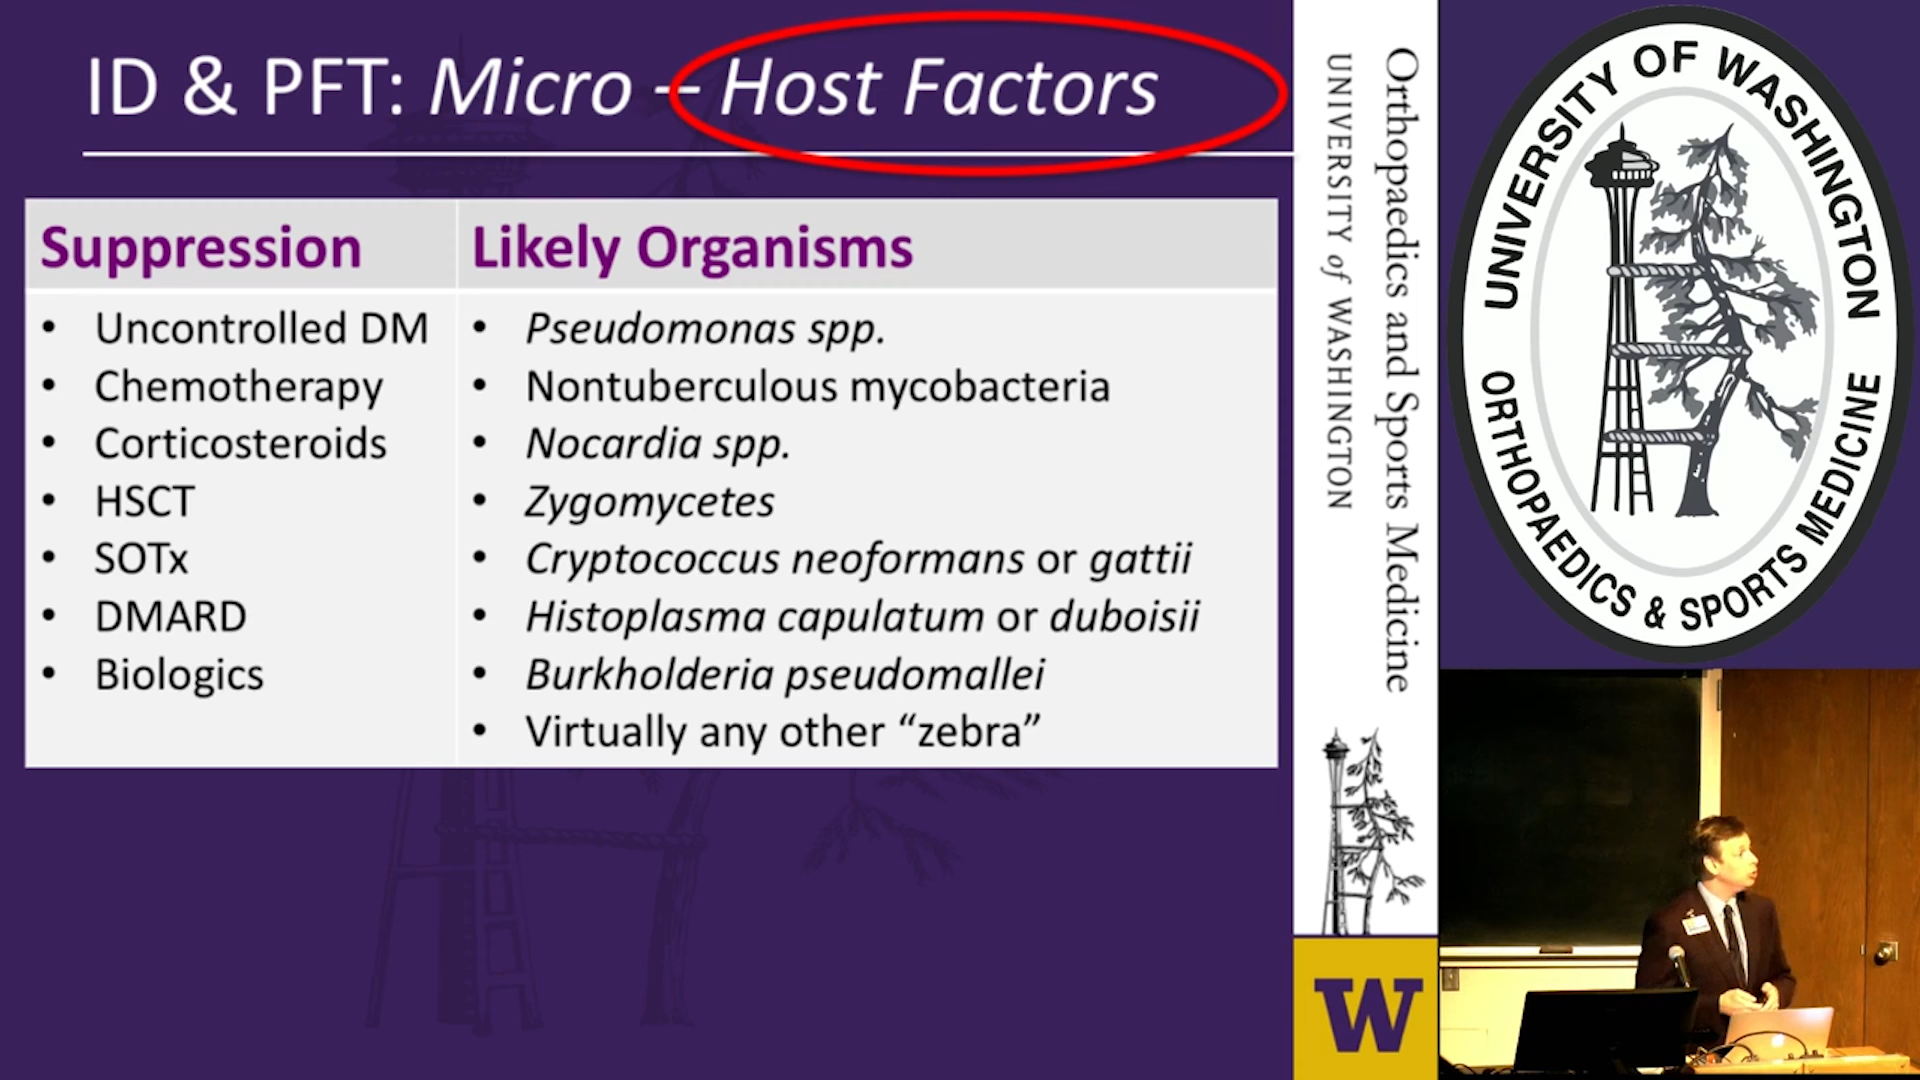 ID & PFT: Micro – Host Factors
Suppression
Likely Organisms
• Uncontrolled DM
• Chemotherapy
• Corticosteroids
• HSCT
• SOTx
• DMARD
• Biologics
• Pseudomonas spp.
• Nontuberculous mycobacteria
• Nocardia spp.
• Zygomycetes
• Cryptococcus neoformans or gattii
• Histoplasma capulatum or duboisii
• Burkholderia pseudomallei
• Virtually any other “zebra”
Orthopaedics and Sports Medicine
UNIVERSITY of WASHINGTON
W
UNIVERSITY OF WASHINGTON
ORTHOPAEDICS & SPORTS MEDICINE